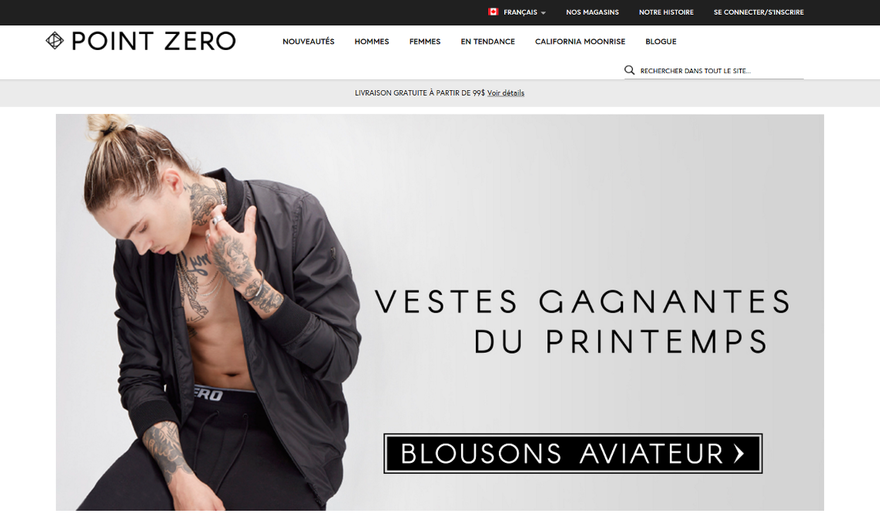 FRANÇAIS NOS MAGASINS NOTRE HISTOIRE SE CONNECTER/S'INSCRIRE
POINT ZERO NOUVEAUTÉS HOMMES FEMMES EN TENDANCE CALIFORNIA MOONRISE BLOGUE
RECHERCHER DANS TOUT LE SITE...
LIVRAISON GRATUITE À PARTIR DE 99$ Voir détails
VESTES GAGNANTES
DU PRINTEMPS
ERO
BLOUSONS AVIATEUR